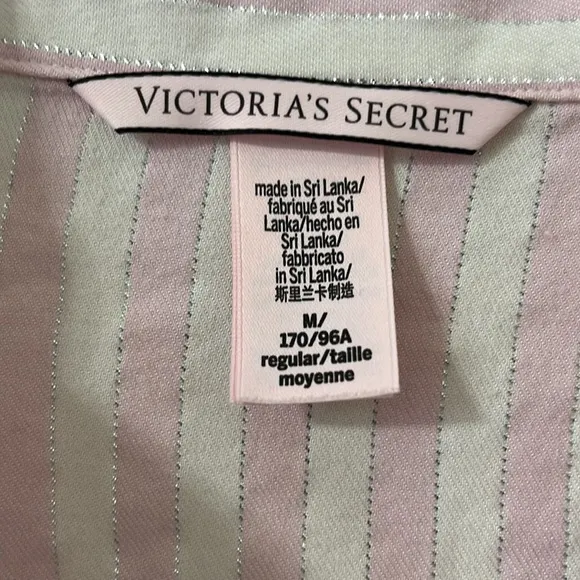 VICTORIA'S SECRET
made in Sri Lanka/
fabriqué au Sri
Lanka/hecho en
Sri Lanka/
fabbricato
in Sri Lanka/
斯里兰卡制造
M/
170/96A
regular/taille
moyenne